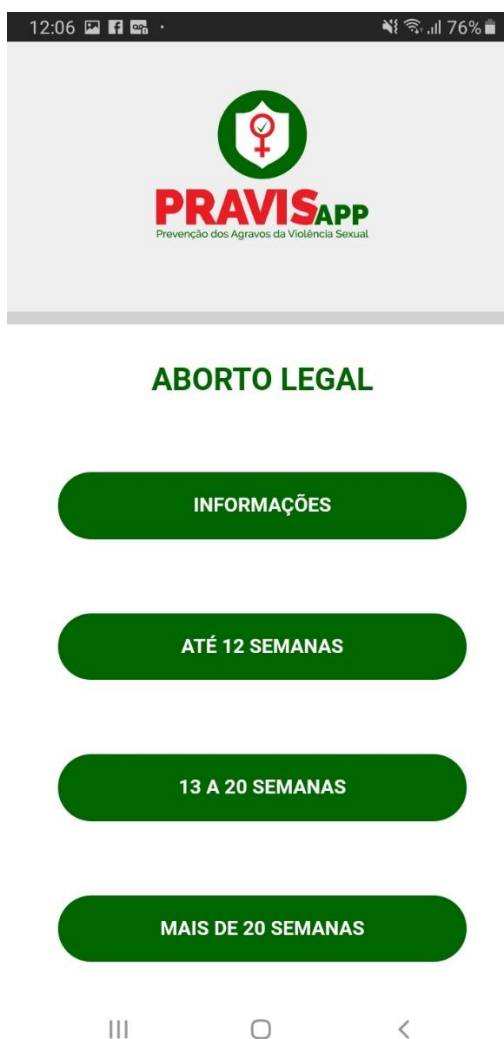 12:06
76%
PRAVISAPP
Prevenção dos Agravos da Violência Sexual
ABORTO LEGAL
INFORMAÇÕES
ATÉ 12 SEMANAS
13 A 20 SEMANAS
MAIS DE 20 SEMANAS